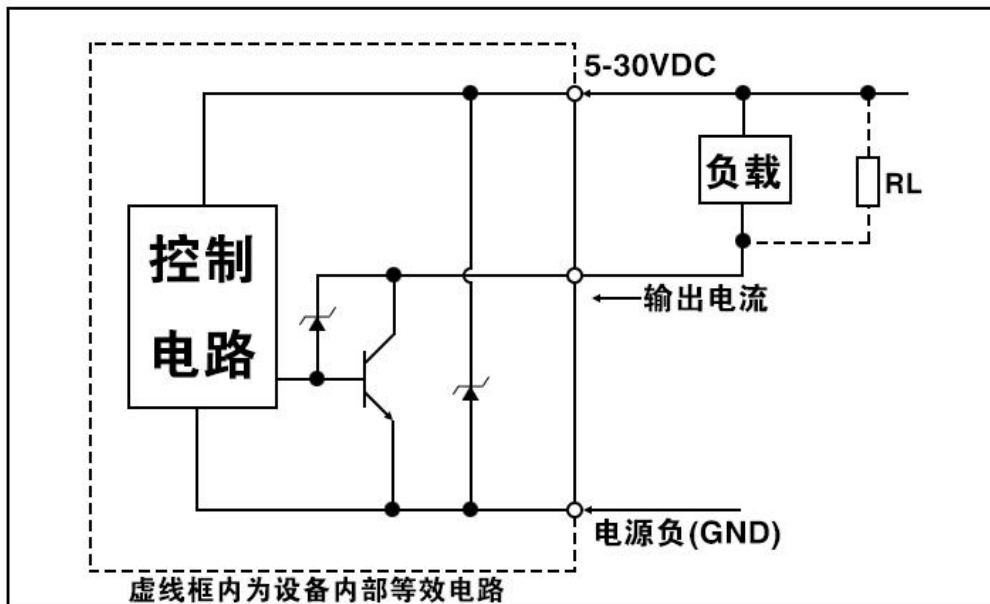 5-30VDC
负载
RL
控制
电路
输出电流
电源负(GND)
虚线框内为设备内部等效电路